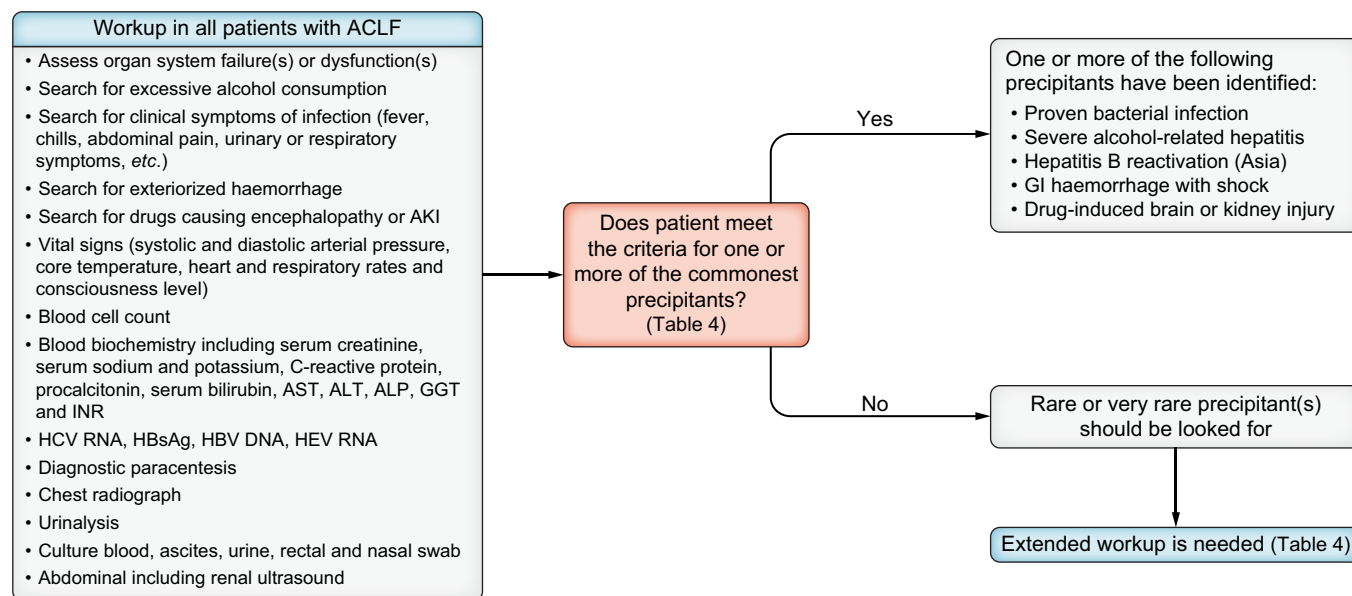 Workup in all patients with ACLF
• Assess organ system failure(s) or dysfunction(s)
• Search for excessive alcohol consumption
• Search for clinical symptoms of infection (fever,
chills, abdominal pain, urinary or respiratory
symptoms, etc.)
• Search for exteriorized haemorrhage
• Search for drugs causing encephalopathy or AKI
• Vital signs (systolic and diastolic arterial pressure,
core temperature, heart and respiratory rates and
consciousness level)
• Blood cell count
• Blood biochemistry including serum creatinine,
serum sodium and potassium, C-reactive protein,
procalcitonin, serum bilirubin, AST, ALT, ALP, GGT
and INR
• HCV RNA, HBsAg, HBV DNA, HEV RNA
• Diagnostic paracentesis
• Chest radiograph
• Urinalysis
• Culture blood, ascites, urine, rectal and nasal swab
• Abdominal including renal ultrasound
Does patient meet
the criteria for one or
more of the commonest
precipitants?
(Table 4)
Yes
One or more of the following
precipitants have been identified:
• Proven bacterial infection
• Severe alcohol-related hepatitis
• Hepatitis B reactivation (Asia)
• GI haemorrhage with shock
• Drug-induced brain or kidney injury
No
Rare or very rare precipitant(s)
should be looked for
Extended workup is needed (Table 4)